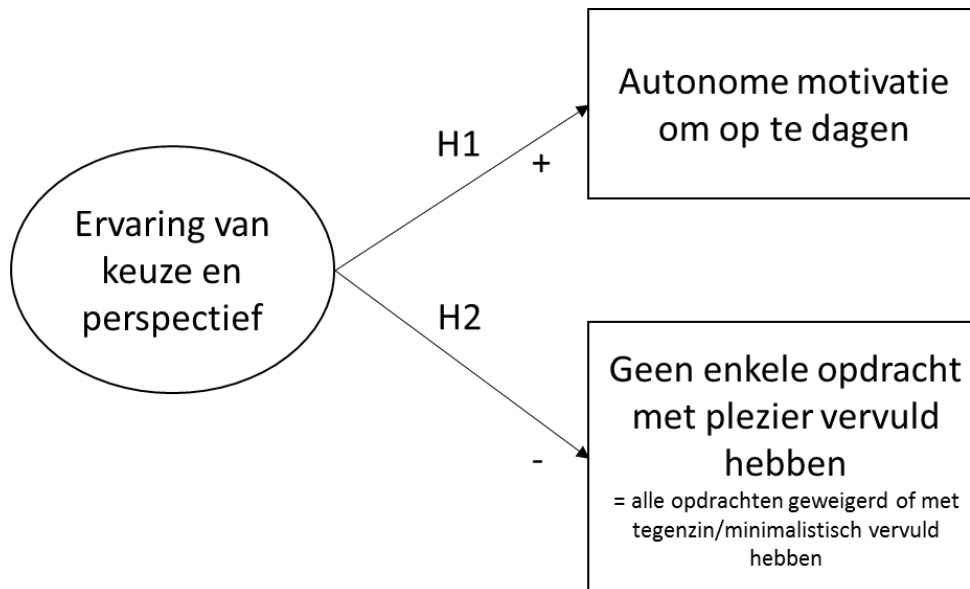 Ervaring van
keuze en
perspectief
H1
+
Autonome motivatie
om op te dagen
H2
-
Geen enkele opdracht
met plezier vervuld
hebben
= alle opdrachten geweigerd of met
tegenzin/minimalistisch vervuld
hebben